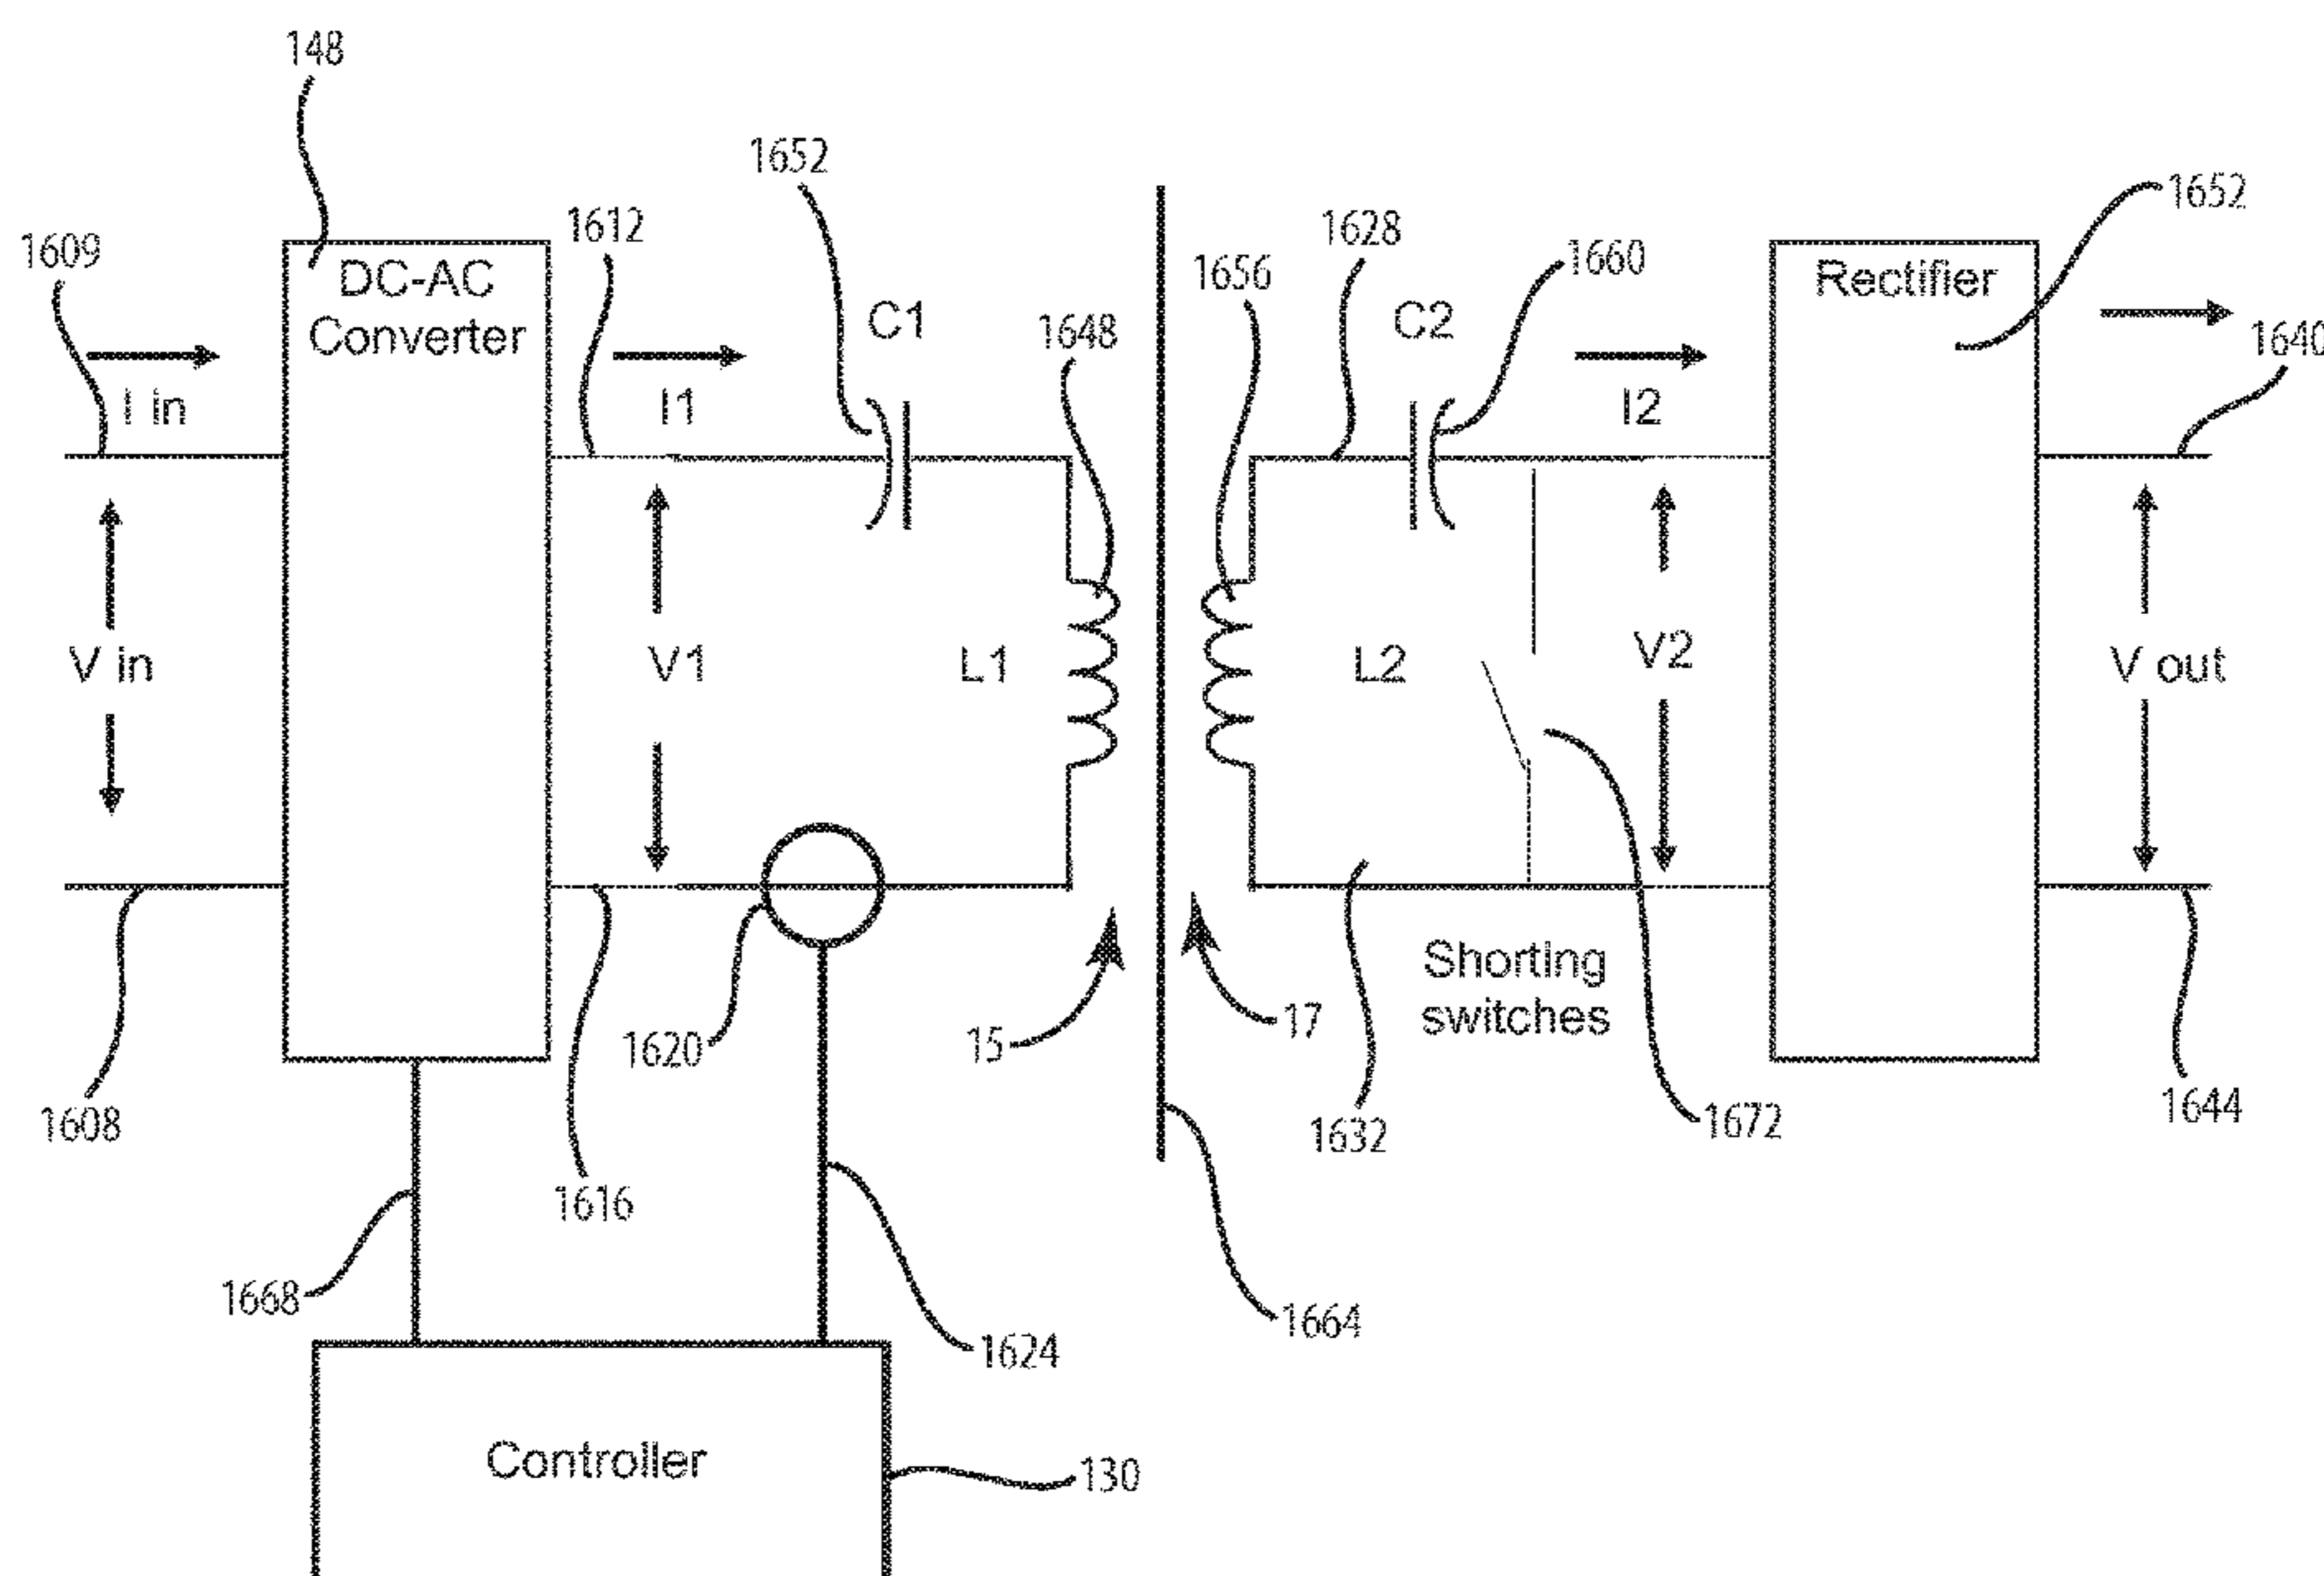 148
1652
1652
1609
1612
1628
1656
1660
DC-AC
Converter
Rectifier
C1
C2
1648
1640
I in
I1
I2
V in
V1
L1
L2
V2
V out
Shorting
switches
1620
15
17
1608
1616
1632
1672
1644
1668
1624
1664
Controller
130